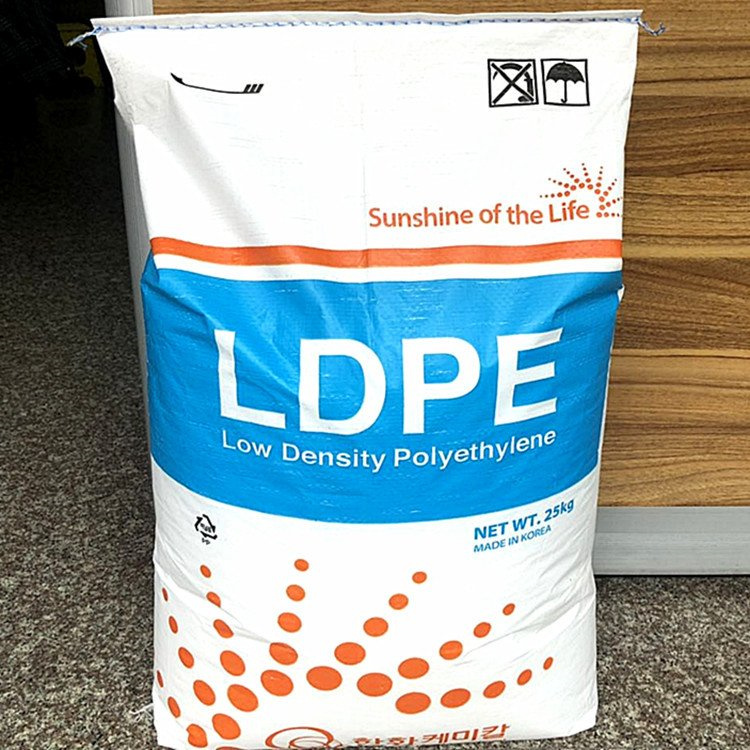 Sunshine of the Life
LDPE
Low Density Polyethylene
NET WT. 25kg
MADE IN KOREA
PP
한화케미칼